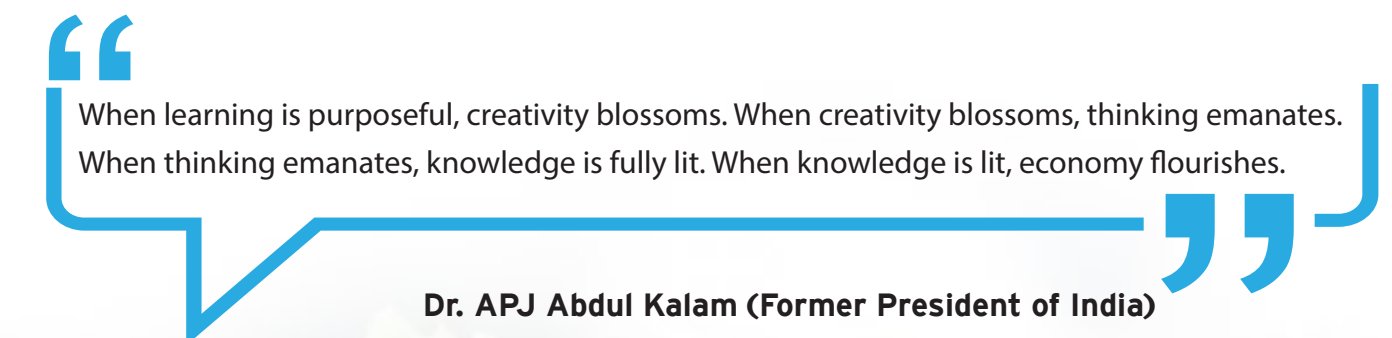 “
When learning is purposeful, creativity blossoms. When creativity blossoms, thinking emanates.
When thinking emanates, knowledge is fully lit. When knowledge is lit, economy flourishes.
”
Dr. APJ Abdul Kalam (Former President of India)